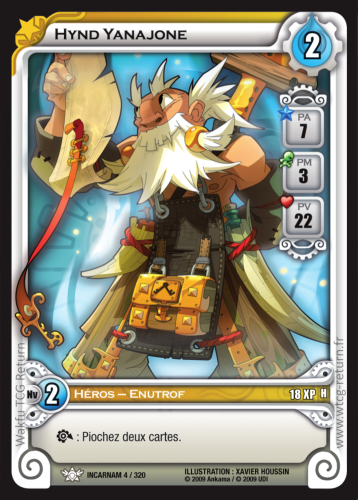 Hynd Yanajone
2
PA
7
PM
3
PV
22
Nv 2 Héros – Enutrof 18 XP H
: Piochez deux cartes.
INCARNAM 4 / 320
ILLUSTRATION : XAVIER HOUSSIN
© 2009 Ankama / © 2009 UDI
Wakfu TCG Return
www.wtcg-return.fr